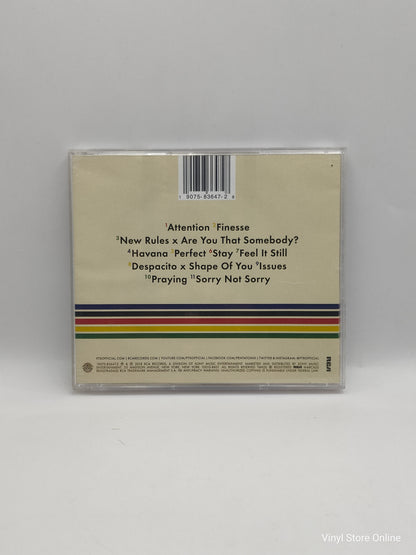 1 9075-83647-2 8
¹Attention ²Finesse
³New Rules x Are You That Somebody?
⁴Havana ⁵Perfect ⁶Stay ⁷Feel It Still
⁸Despacito x Shape Of You ⁹Issues
¹⁰Praying ¹¹Sorry Not Sorry
PTXOFFICIAL.COM | RCARECORDS.COM | YOUTUBE.COM/PTXOFFICIAL | FACEBOOK.COM/PENTATONIX | TWITTER & INSTAGRAM: @PTXOFFICIAL
RCA
Vinyl Store Online